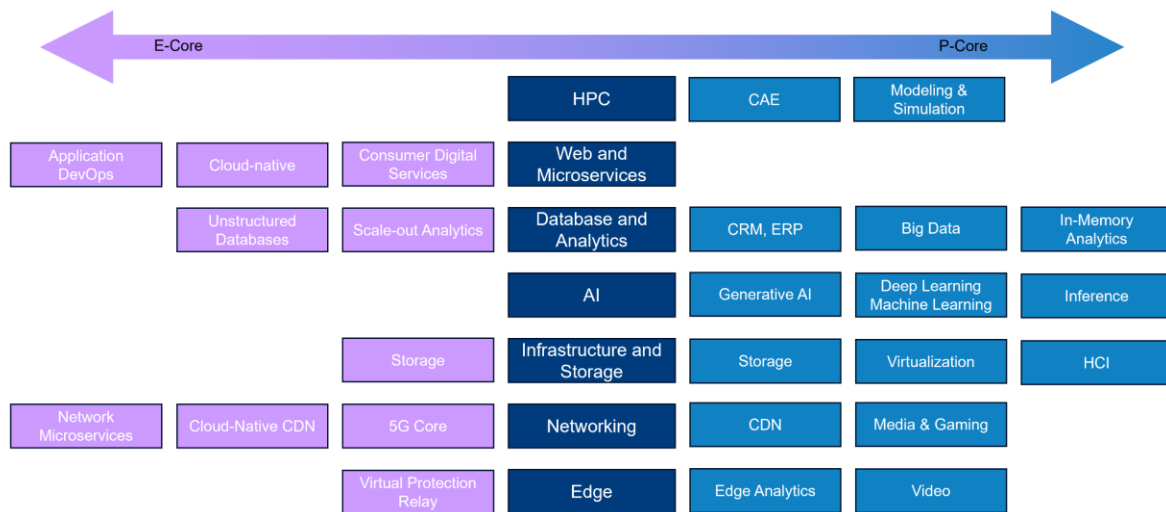 E-Core
P-Core
HPC
CAE
Modeling &
Simulation
Application
DevOps
Cloud-native
Consumer Digital
Services
Web and
Microservices
Unstructured
Databases
Scale-out Analytics
Database and
Analytics
CRM, ERP
Big Data
In-Memory
Analytics
AI
Generative AI
Deep Learning
Machine Learning
Inference
Storage
Infrastructure and
Storage
Storage
Virtualization
HCI
Network
Microservices
Cloud-Native CDN
5G Core
Networking
CDN
Media & Gaming
Virtual Protection
Relay
Edge
Edge Analytics
Video